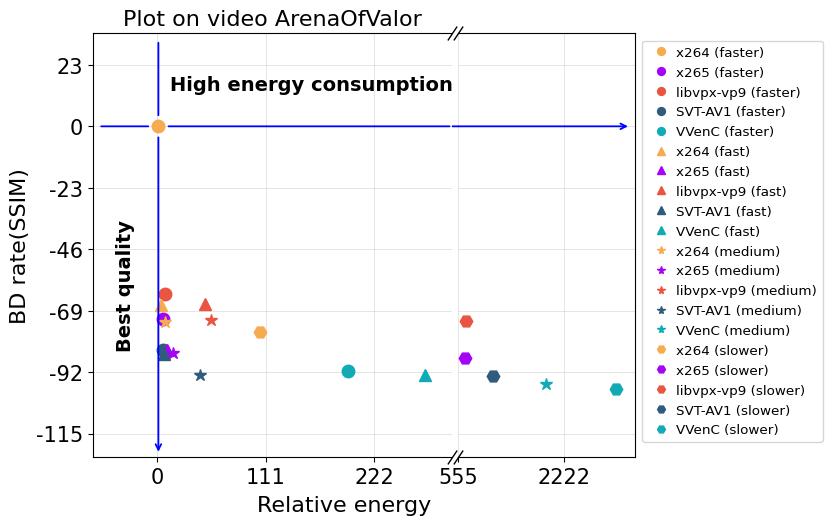 Plot on video ArenaOfValor
23
0
-23
-46
-69
-92
-115
BD rate(SSIM)
High energy consumption
Best quality
0
111
222
555
2222
Relative energy
x264 (faster)
x265 (faster)
libvpx-vp9 (faster)
SVT-AV1 (faster)
VVenC (faster)
x264 (fast)
x265 (fast)
libvpx-vp9 (fast)
SVT-AV1 (fast)
VVenC (fast)
x264 (medium)
x265 (medium)
libvpx-vp9 (medium)
SVT-AV1 (medium)
VVenC (medium)
x264 (slower)
x265 (slower)
libvpx-vp9 (slower)
SVT-AV1 (slower)
VVenC (slower)